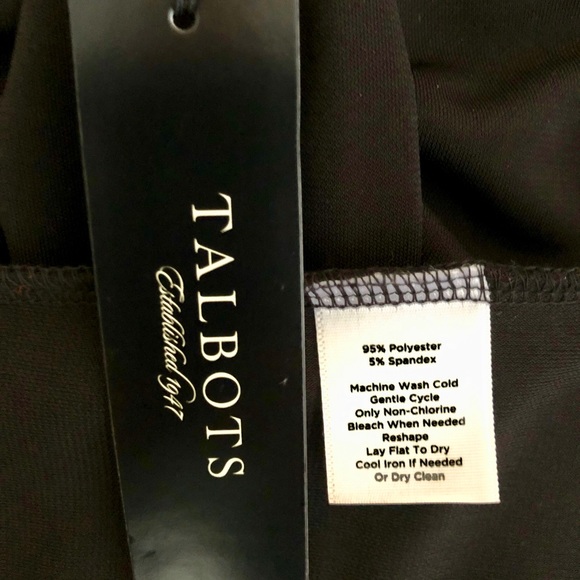 TALBOTS
Established 1947
95% Polyester
5% Spandex
Machine Wash Cold
Gentle Cycle
Only Non-Chlorine
Bleach When Needed
Reshape
Lay Flat To Dry
Cool Iron If Needed
Or Dry Clean